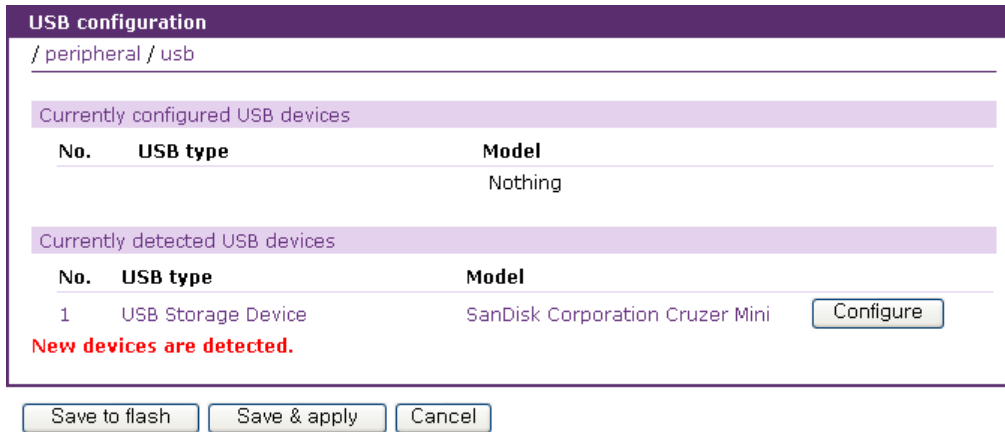 USB configuration
/ peripheral / usb
Currently configured USB devices
No. USB type Model
Nothing
Currently detected USB devices
No. USB type Model
1 USB Storage Device SanDisk Corporation Cruzer Mini Configure
New devices are detected.
Save to flash Save & apply Cancel